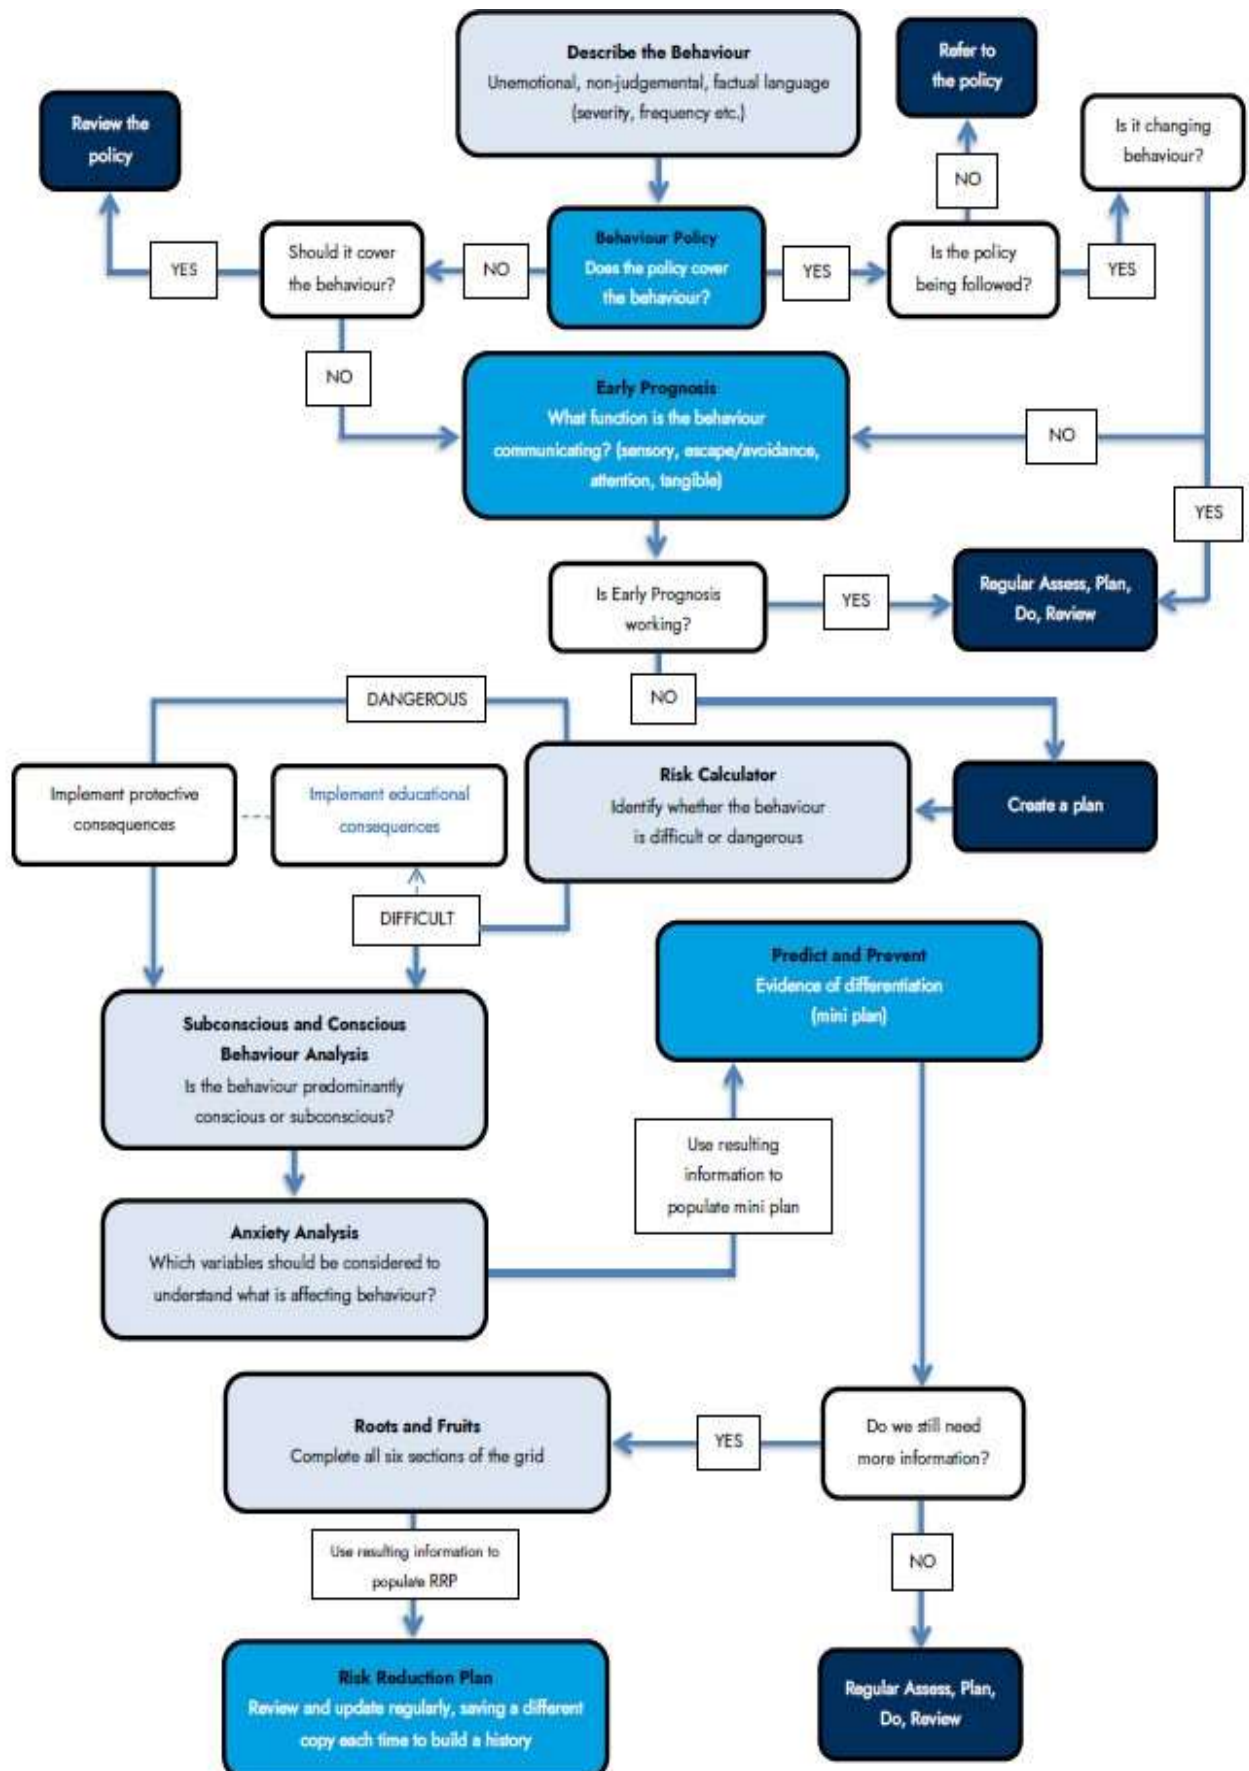 Describe the Behaviour
Unemotional, non-judgemental, factual language
(severity, frequency etc.)
Refer to
the policy
Review the
policy
Is it changing
behaviour?
NO
Should it cover
the behaviour?
YES
NO
Behaviour Policy
Does the policy cover
the behaviour?
YES
Is the policy
being followed?
YES
NO
Early Prognosis
What function is the behaviour
communicating? (sensory, escape/avoidance,
attention, tangible)
NO
YES
Is Early Prognosis
working?
YES
Regular Assess, Plan,
Do, Review
NO
DANGEROUS
Implement protective
consequences
Implement educational
consequences
Risk Calculator
Identify whether the behaviour
is difficult or dangerous
Create a plan
DIFFICULT
Predict and Prevent
Evidence of differentiation
(mini plan)
Subconscious and Conscious
Behaviour Analysis
Is the behaviour predominantly
conscious or subconscious?
Use resulting
information to
populate mini plan
Anxiety Analysis
Which variables should be considered to
understand what is affecting behaviour?
Roots and Fruits
Complete all six sections of the grid
YES
Do we still need
more information?
Use resulting information to
populate RRP
NO
Risk Reduction Plan
Review and update regularly, saving a different
copy each time to build a history
Regular Assess, Plan,
Do, Review